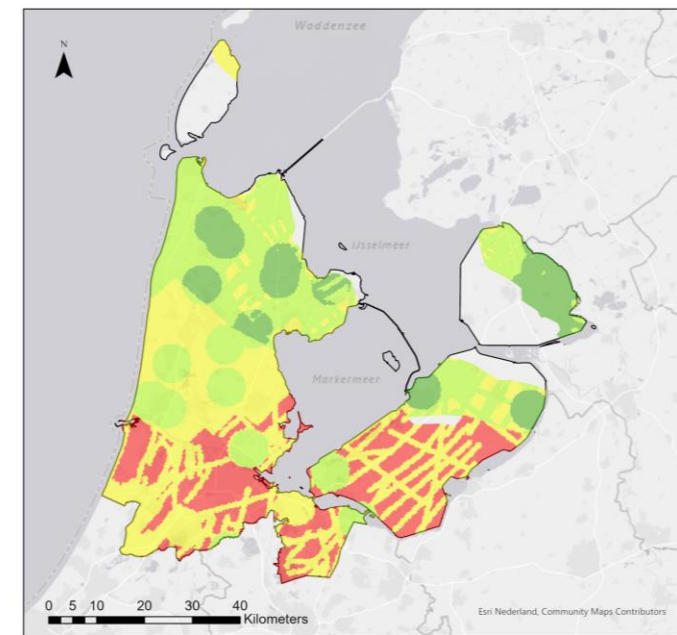 Waddenzee
N
IJsselmeer
Markermeer
0 5 10 20 30 40
Kilometers
Esri Nederland, Community Maps Contributors